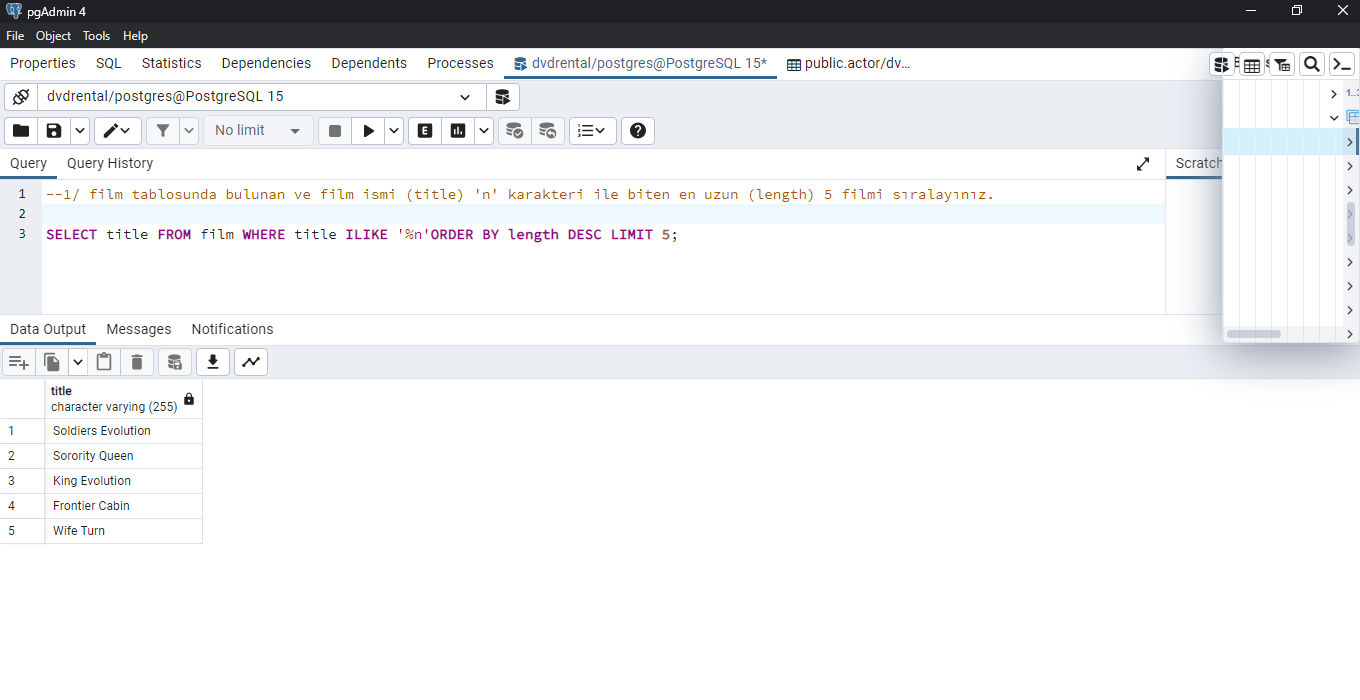 pgAdmin 4
File Object Tools Help
Properties SQL Statistics Dependencies Dependents Processes dvdrental/postgres@PostgreSQL 15* public.actor/dv...
dvdrental/postgres@PostgreSQL 15
No limit
Query Query History Scratch
1 --1/ film tablosunda bulunan ve film ismi (title) 'n' karakteri ile biten en uzun (length) 5 filmi sıralayınız.
2
3 SELECT title FROM film WHERE title ILIKE '%n'ORDER BY length DESC LIMIT 5;
Data Output Messages Notifications
title
character varying (255)
1 Soldiers Evolution
2 Sorority Queen
3 King Evolution
4 Frontier Cabin
5 Wife Turn